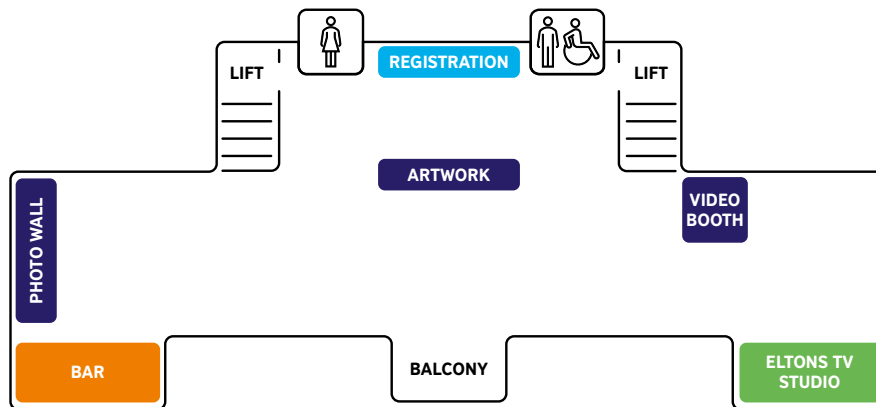 LIFT
REGISTRATION
LIFT
ARTWORK
PHOTO WALL
VIDEO
BOOTH
BAR
BALCONY
ELTONS TV
STUDIO